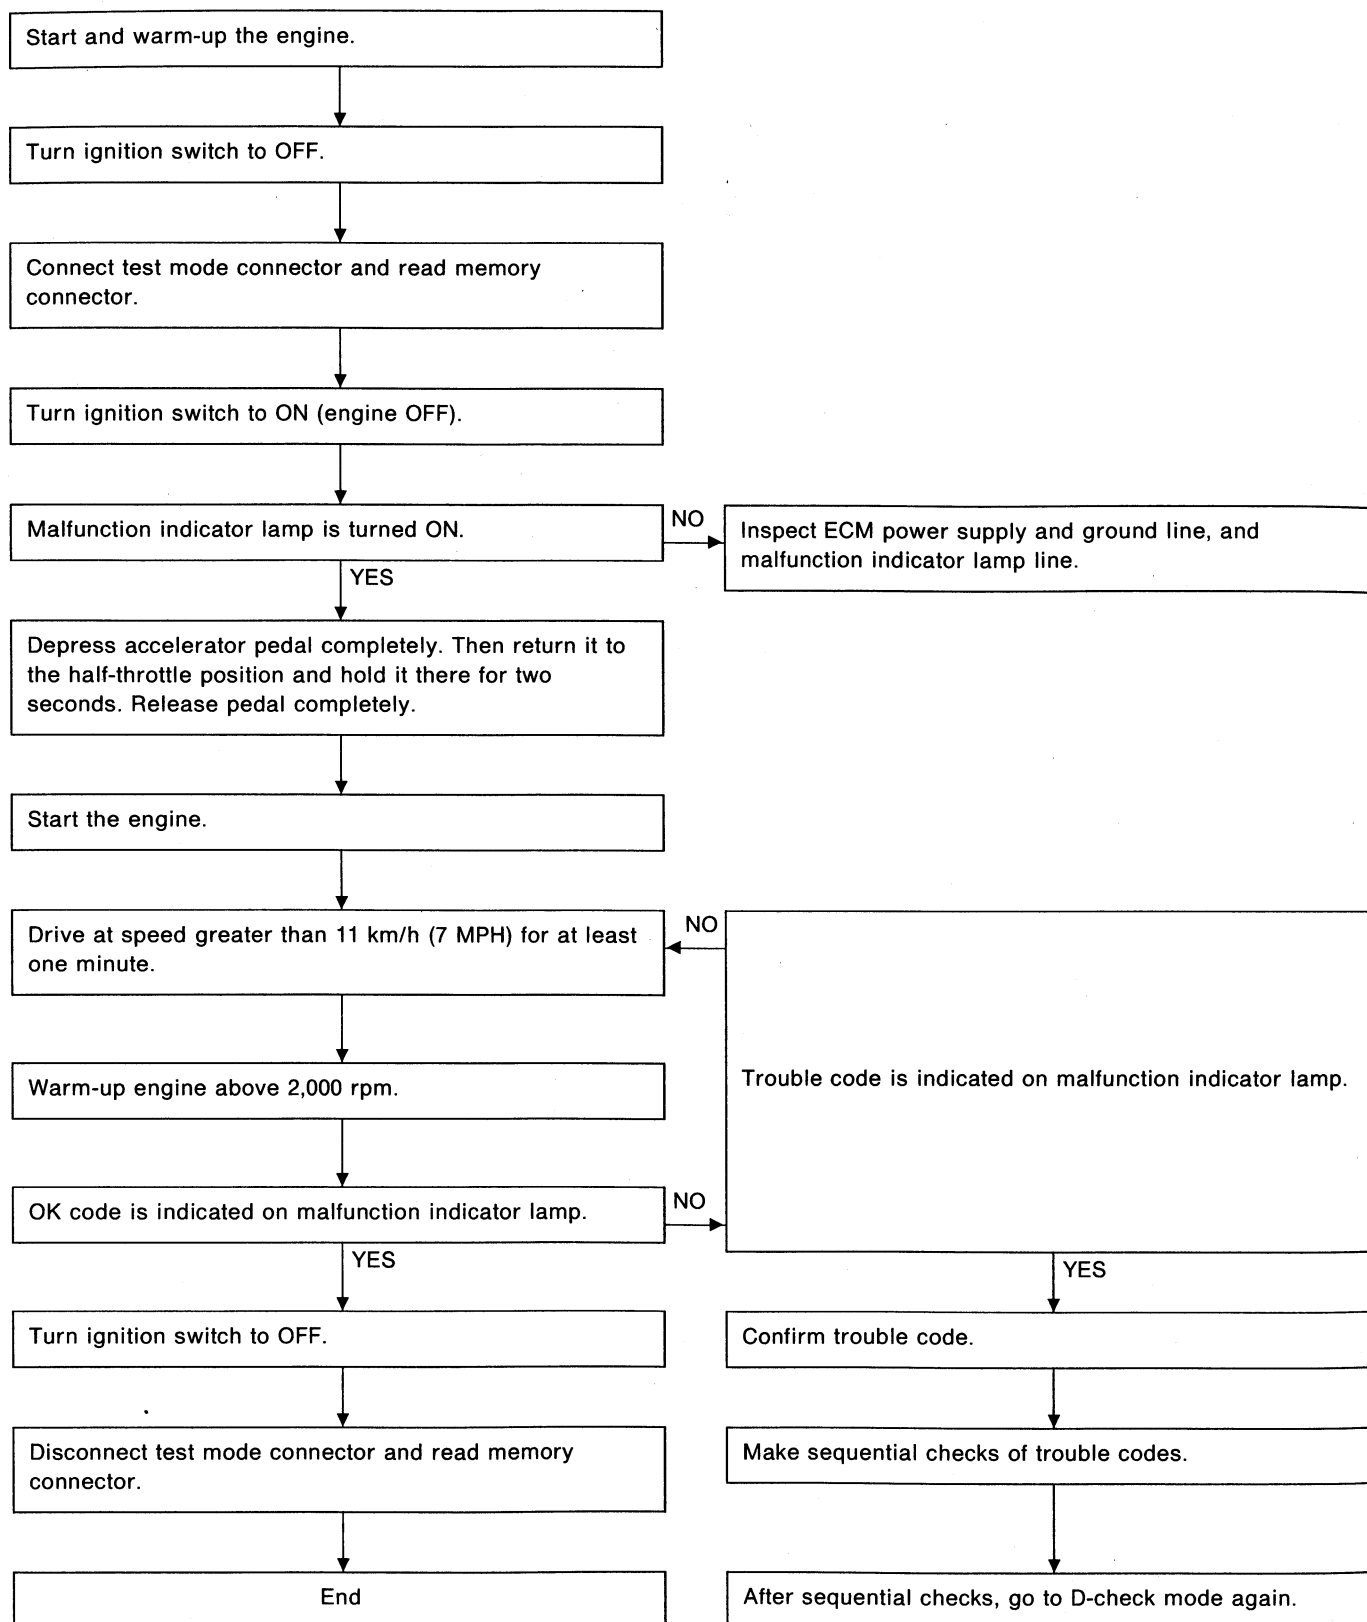 Start and warm-up the engine.
Turn ignition switch to OFF.
Connect test mode connector and read memory
connector.
Turn ignition switch to ON (engine OFF).
Malfunction indicator lamp is turned ON.
NO
Inspect ECM power supply and ground line, and
malfunction indicator lamp line.
YES
Depress accelerator pedal completely. Then return it to
the half-throttle position and hold it there for two
seconds. Release pedal completely.
Start the engine.
Drive at speed greater than 11 km/h (7 MPH) for at least
one minute.
NO
Warm-up engine above 2,000 rpm.
Trouble code is indicated on malfunction indicator lamp.
OK code is indicated on malfunction indicator lamp.
NO
YES
YES
Turn ignition switch to OFF.
Confirm trouble code.
Disconnect test mode connector and read memory
connector.
Make sequential checks of trouble codes.
End
After sequential checks, go to D-check mode again.